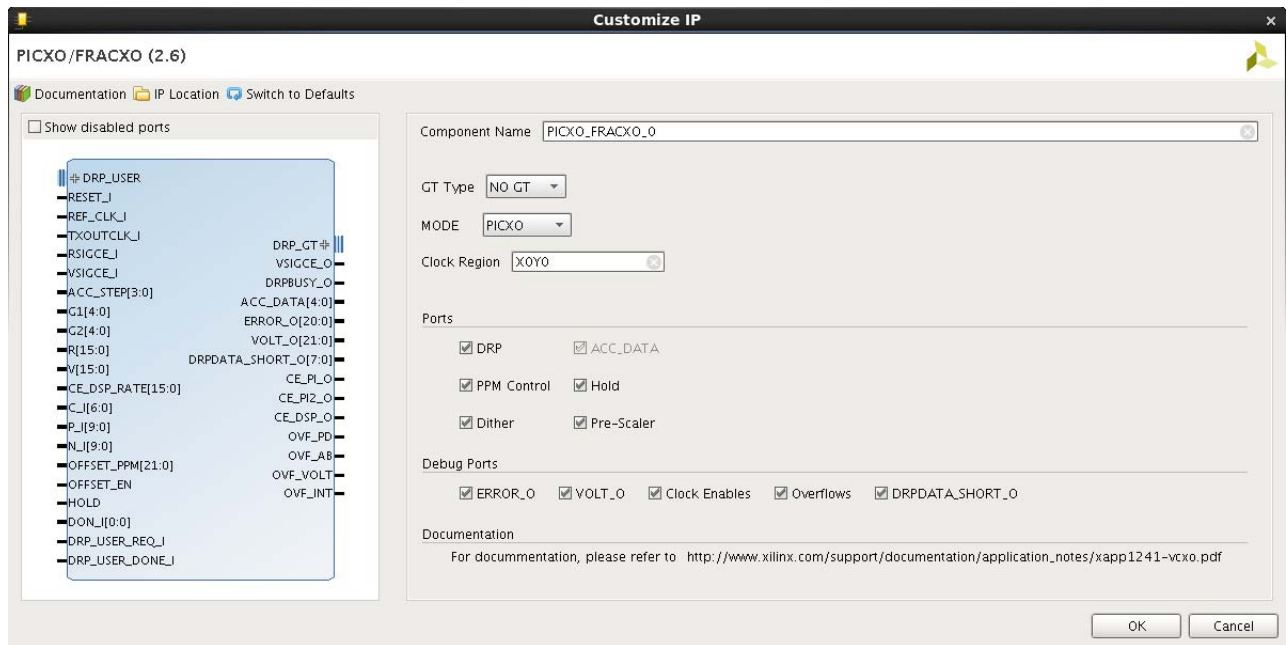 Customize IP
PICXO/FRACXO (2.6)
Documentation IP Location Switch to Defaults
Show disabled ports
DRP_USER
RESET_I
REF_CLK_I
TXOUTCLK_I
RSIGCE_I
VSIGCE_I
ACC_STEP[3:0]
G1[4:0]
G2[4:0]
R[15:0]
V[15:0]
CE_DSP_RATE[15:0]
C_I[6:0]
P_I[9:0]
N_I[9:0]
OFFSET_PPM[21:0]
OFFSET_EN
HOLD
DON_I[0:0]
DRP_USER_REQ_I
DRP_USER_DONE_I
DRP_GT
VSIGCE_O
DRPBUSY_O
ACC_DATA[4:0]
ERROR_O[20:0]
VOLT_O[21:0]
DRPDATA_SHORT_O[7:0]
CE_PI_O
CE_PI2_O
CE_DSP_O
OVF_PD
OVF_AB
OVF_VOLT
OVF_INT
Component Name PICXO_FRACXO_0
GT Type NO GT
MODE PICXO
Clock Region X0Y0
Ports
DRP ACC_DATA
PPM Control Hold
Dither Pre-Scaler
Debug Ports
ERROR_O VOLT_O Clock Enables Overflows DRPDATA_SHORT_O
Documentation
For docummentation, please refer to http://www.xilinx.com/support/documentation/application_notes/xapp1241-vcxo.pdf
OK Cancel